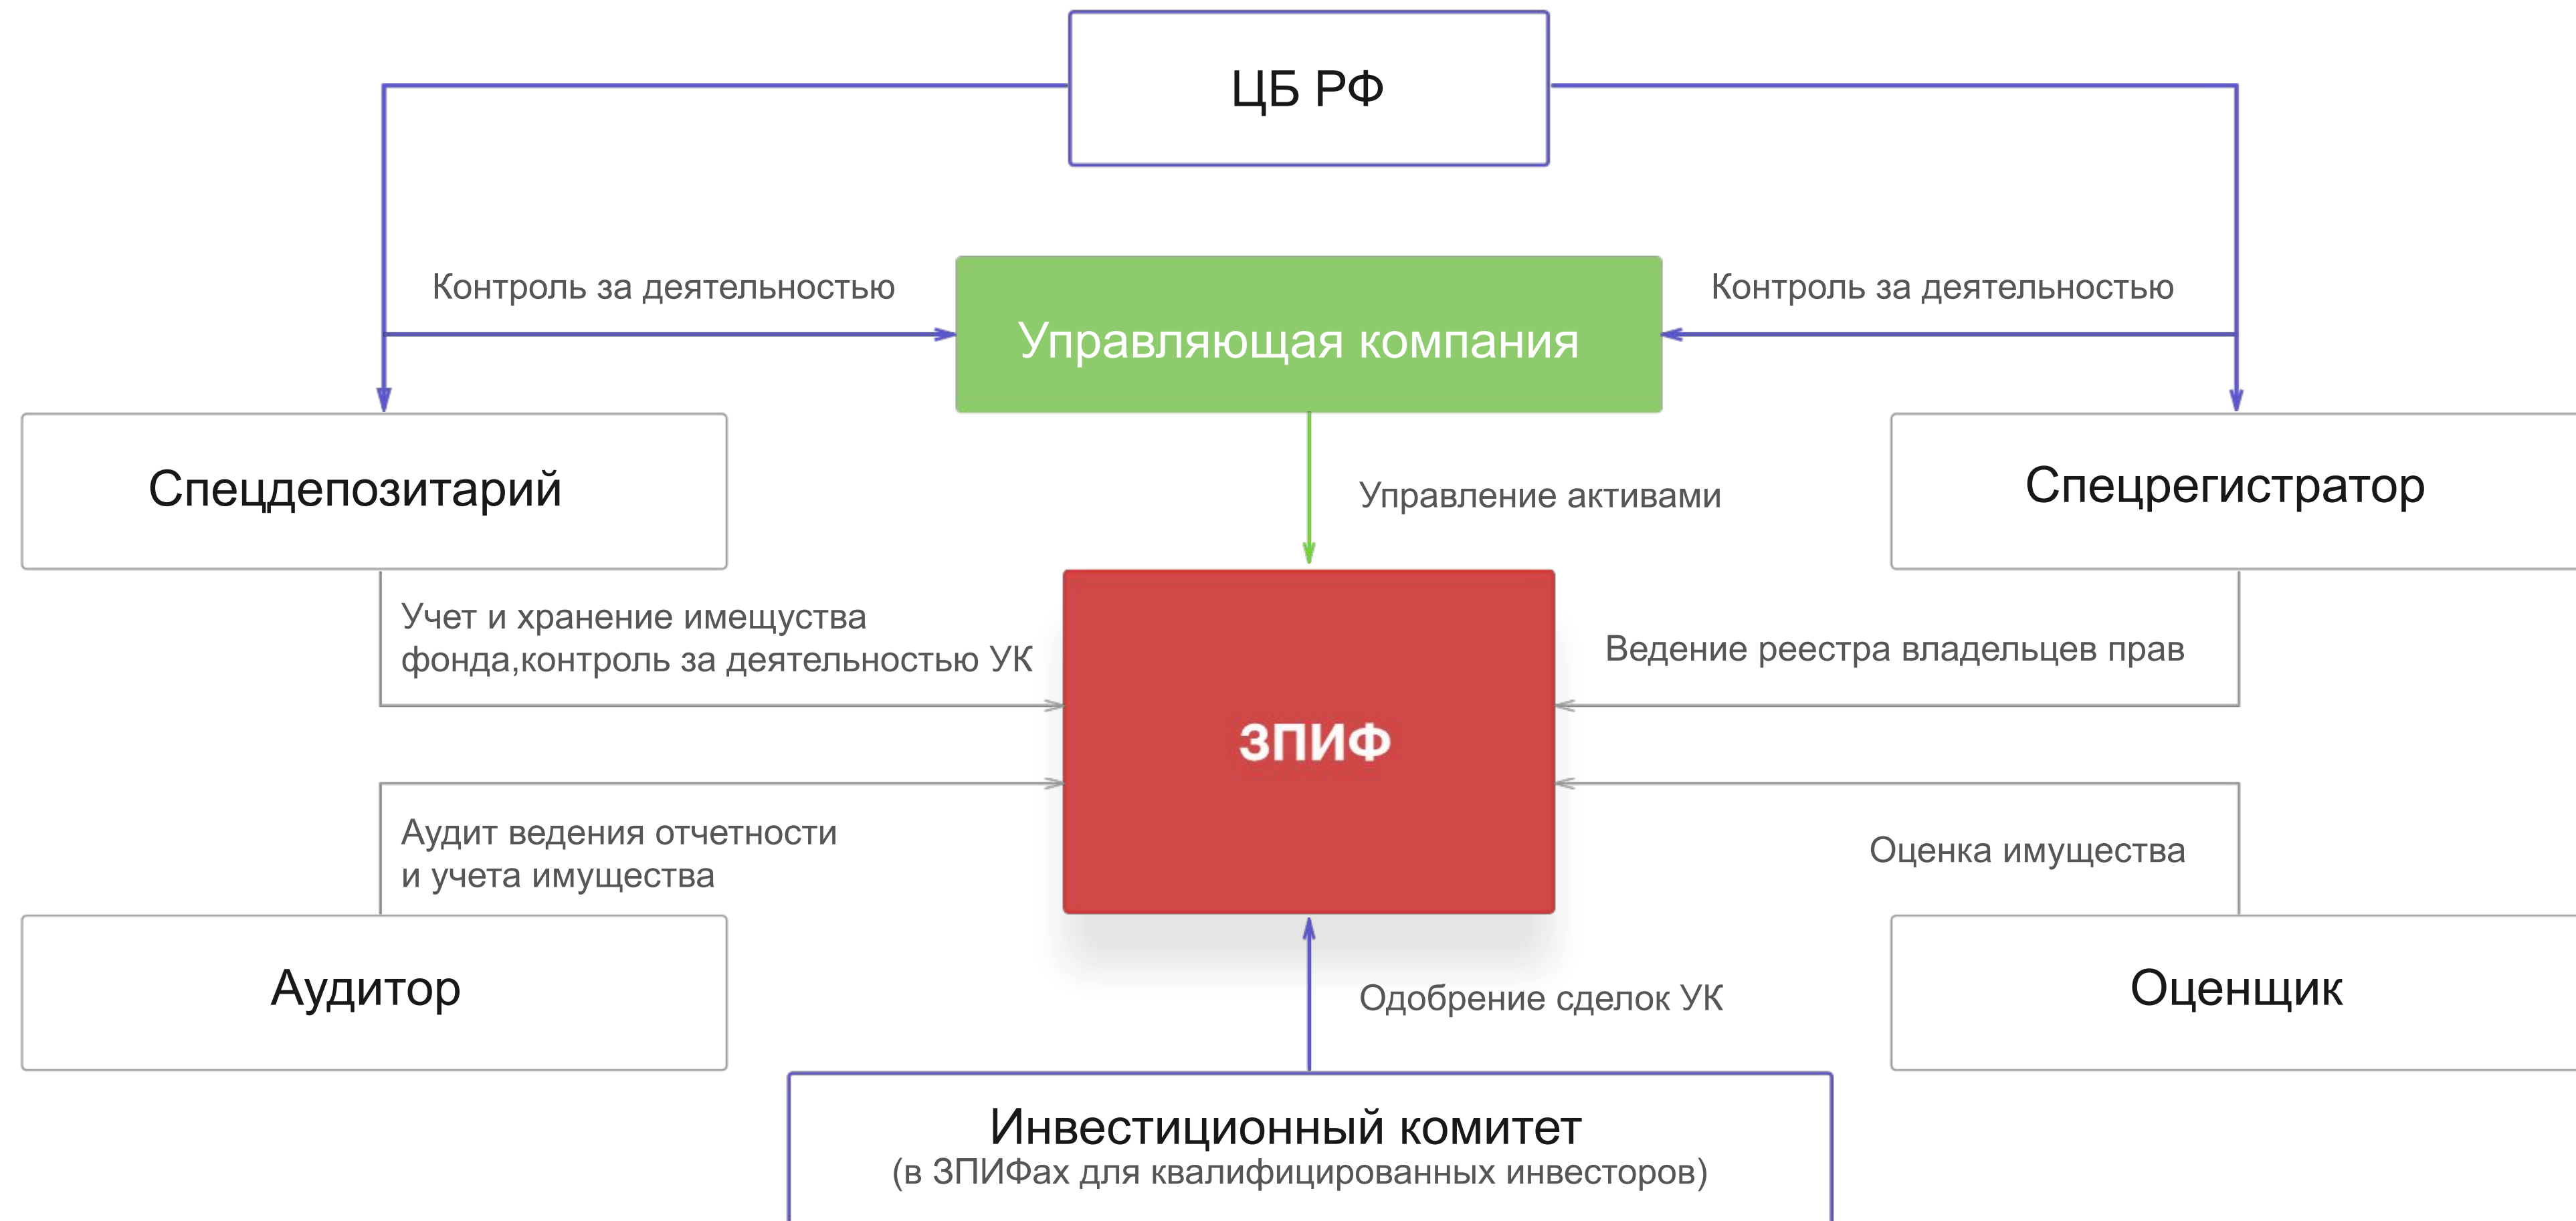 ЦБ РФ
Контроль за деятельностью
Управляющая компания
Контроль за деятельностью
Спецдепозитарий
Управление активами
Спецрегистратор
Учет и хранение имещуства
фонда,контроль за деятельностью УК
Ведение реестра владельцев прав
ЗПИФ
Аудит ведения отчетности
и учета имущества
Оценка имущества
Аудитор
Одобрение сделок УК
Оценщик
Инвестиционный комитет
(в ЗПИФах для квалифицированных инвесторов)